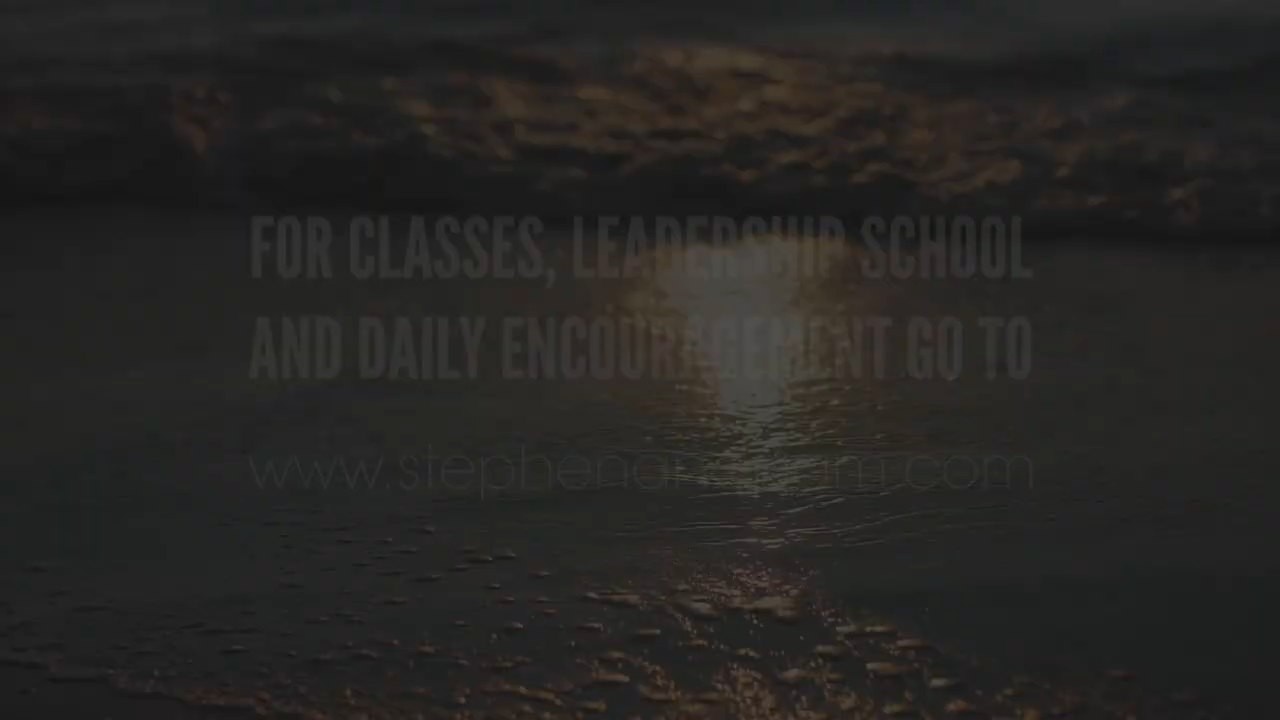 FOR CLASSES, LEADERSHIP SCHOOL
AND DAILY ENCOURAGEMENT GO TO